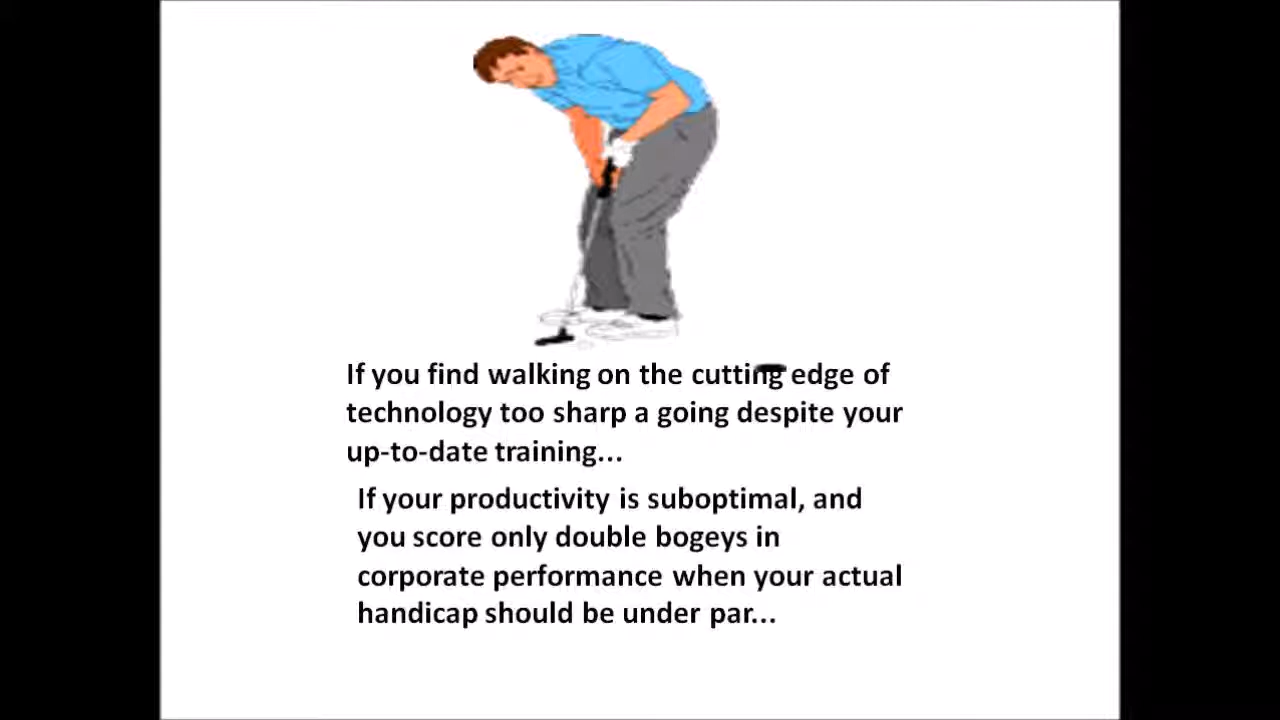 If you find walking on the cutting edge of
technology too sharp a going despite your
up-to-date training...
If your productivity is suboptimal, and
you score only double bogeys in
corporate performance when your actual
handicap should be under par...